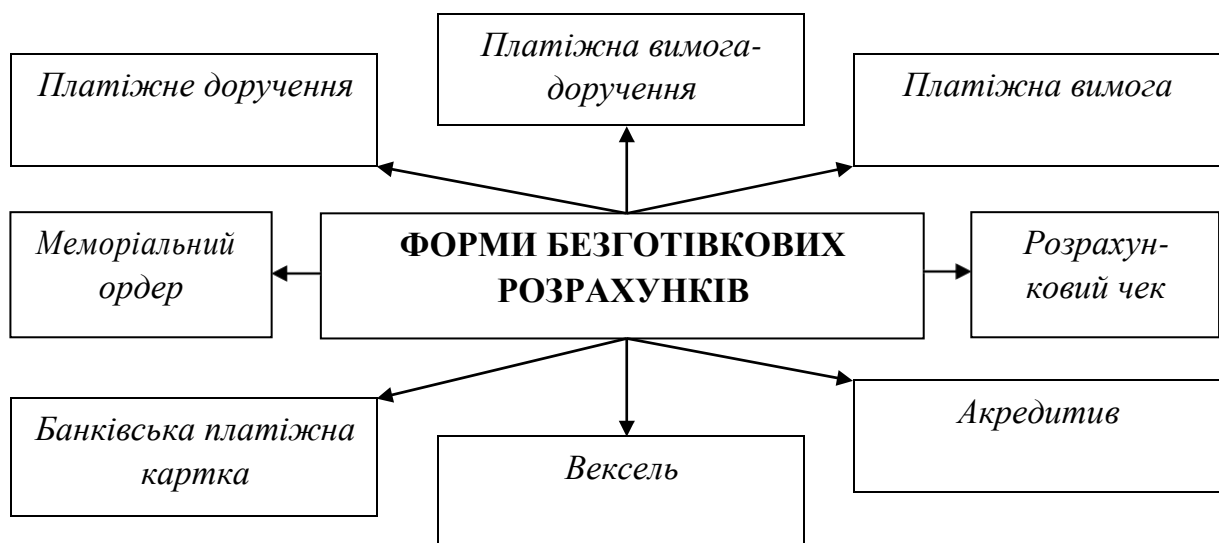 Платіжна вимога-
доручення
Платіжне доручення
Платіжна вимога
Меморіальний
ордер
ФОРМИ БЕЗГОТІВКОВИХ
РОЗРАХУНКІВ
Розрахун-
ковий чек
Банківська платіжна
картка
Вексель
Акредитив